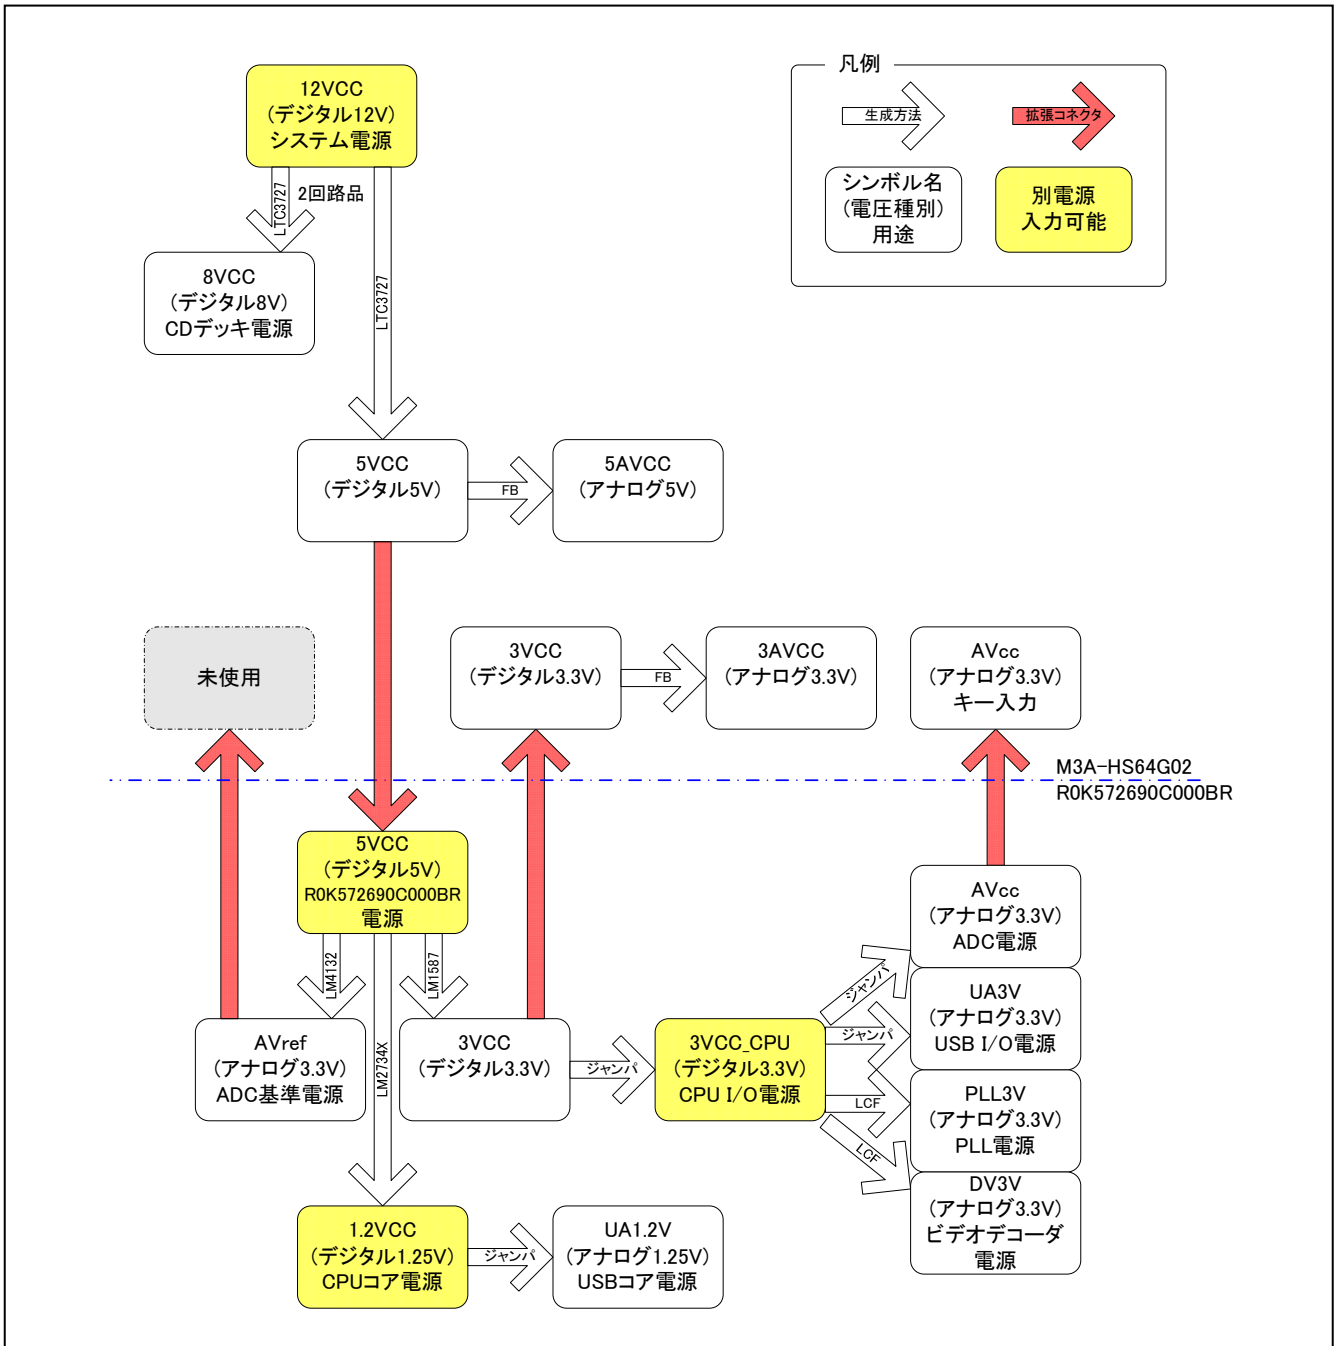 凡例
生成方法
拡張コネクタ
シンボル名
(電圧種別)
用途
別電源
入力可能
12VCC
(デジタル12V)
システム電源
LTC3727
2回路品
LTC3727
8VCC
(デジタル8V)
CDデッキ電源
5VCC
(デジタル5V)
FB
5AVCC
(アナログ5V)
未使用
3VCC
(デジタル3.3V)
FB
3AVCC
(アナログ3.3V)
AVcc
(アナログ3.3V)
キー入力
M3A-HS64G02
R0K572690C000BR
5VCC
(デジタル5V)
R0K572690C000BR
電源
LM4132
LM2734X
LM1587
AVref
(アナログ3.3V)
ADC基準電源
3VCC
(デジタル3.3V)
ジャンパ
3VCC_CPU
(デジタル3.3V)
CPU I/O電源
ジャンパ
ジャンパ
LCF
LCF
AVcc
(アナログ3.3V)
ADC電源
UA3V
(アナログ3.3V)
USB I/O電源
PLL3V
(アナログ3.3V)
PLL電源
DV3V
(アナログ3.3V)
ビデオデコーダ
電源
1.2VCC
(デジタル1.25V)
CPUコア電源
ジャンパ
UA1.2V
(アナログ1.25V)
USBコア電源